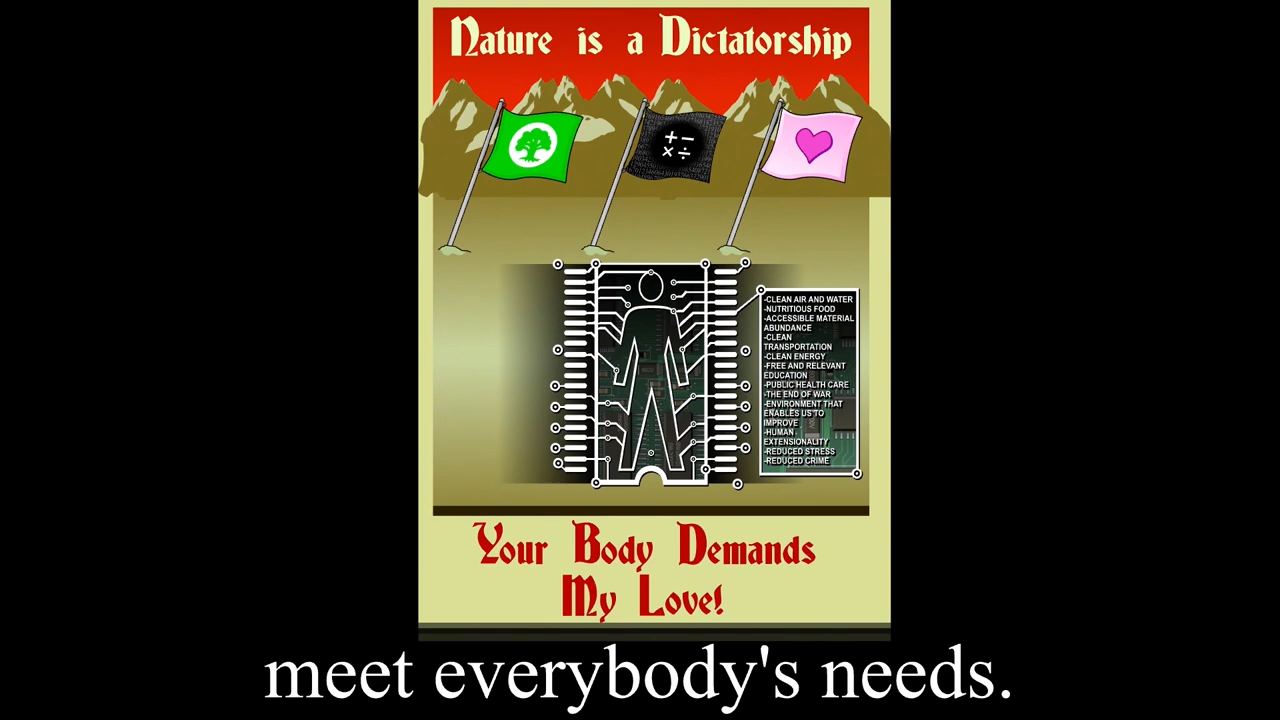 Nature is a Dictatorship
+ −
× ÷
-CLEAN AIR AND WATER
-NUTRITIOUS FOOD
-ACCESSIBLE MATERIAL
ABUNDANCE
-CLEAN
TRANSPORTATION
-CLEAN ENERGY
-FREE AND RELEVANT
EDUCATION
-PUBLIC HEALTH CARE
-THE END OF WAR
-ENVIRONMENT THAT
ENABLES US TO
IMPROVE
-HUMAN
EXTENSIONALITY
-REDUCED STRESS
-REDUCED CRIME
Your Body Demands
My Love!
meet everybody's needs.